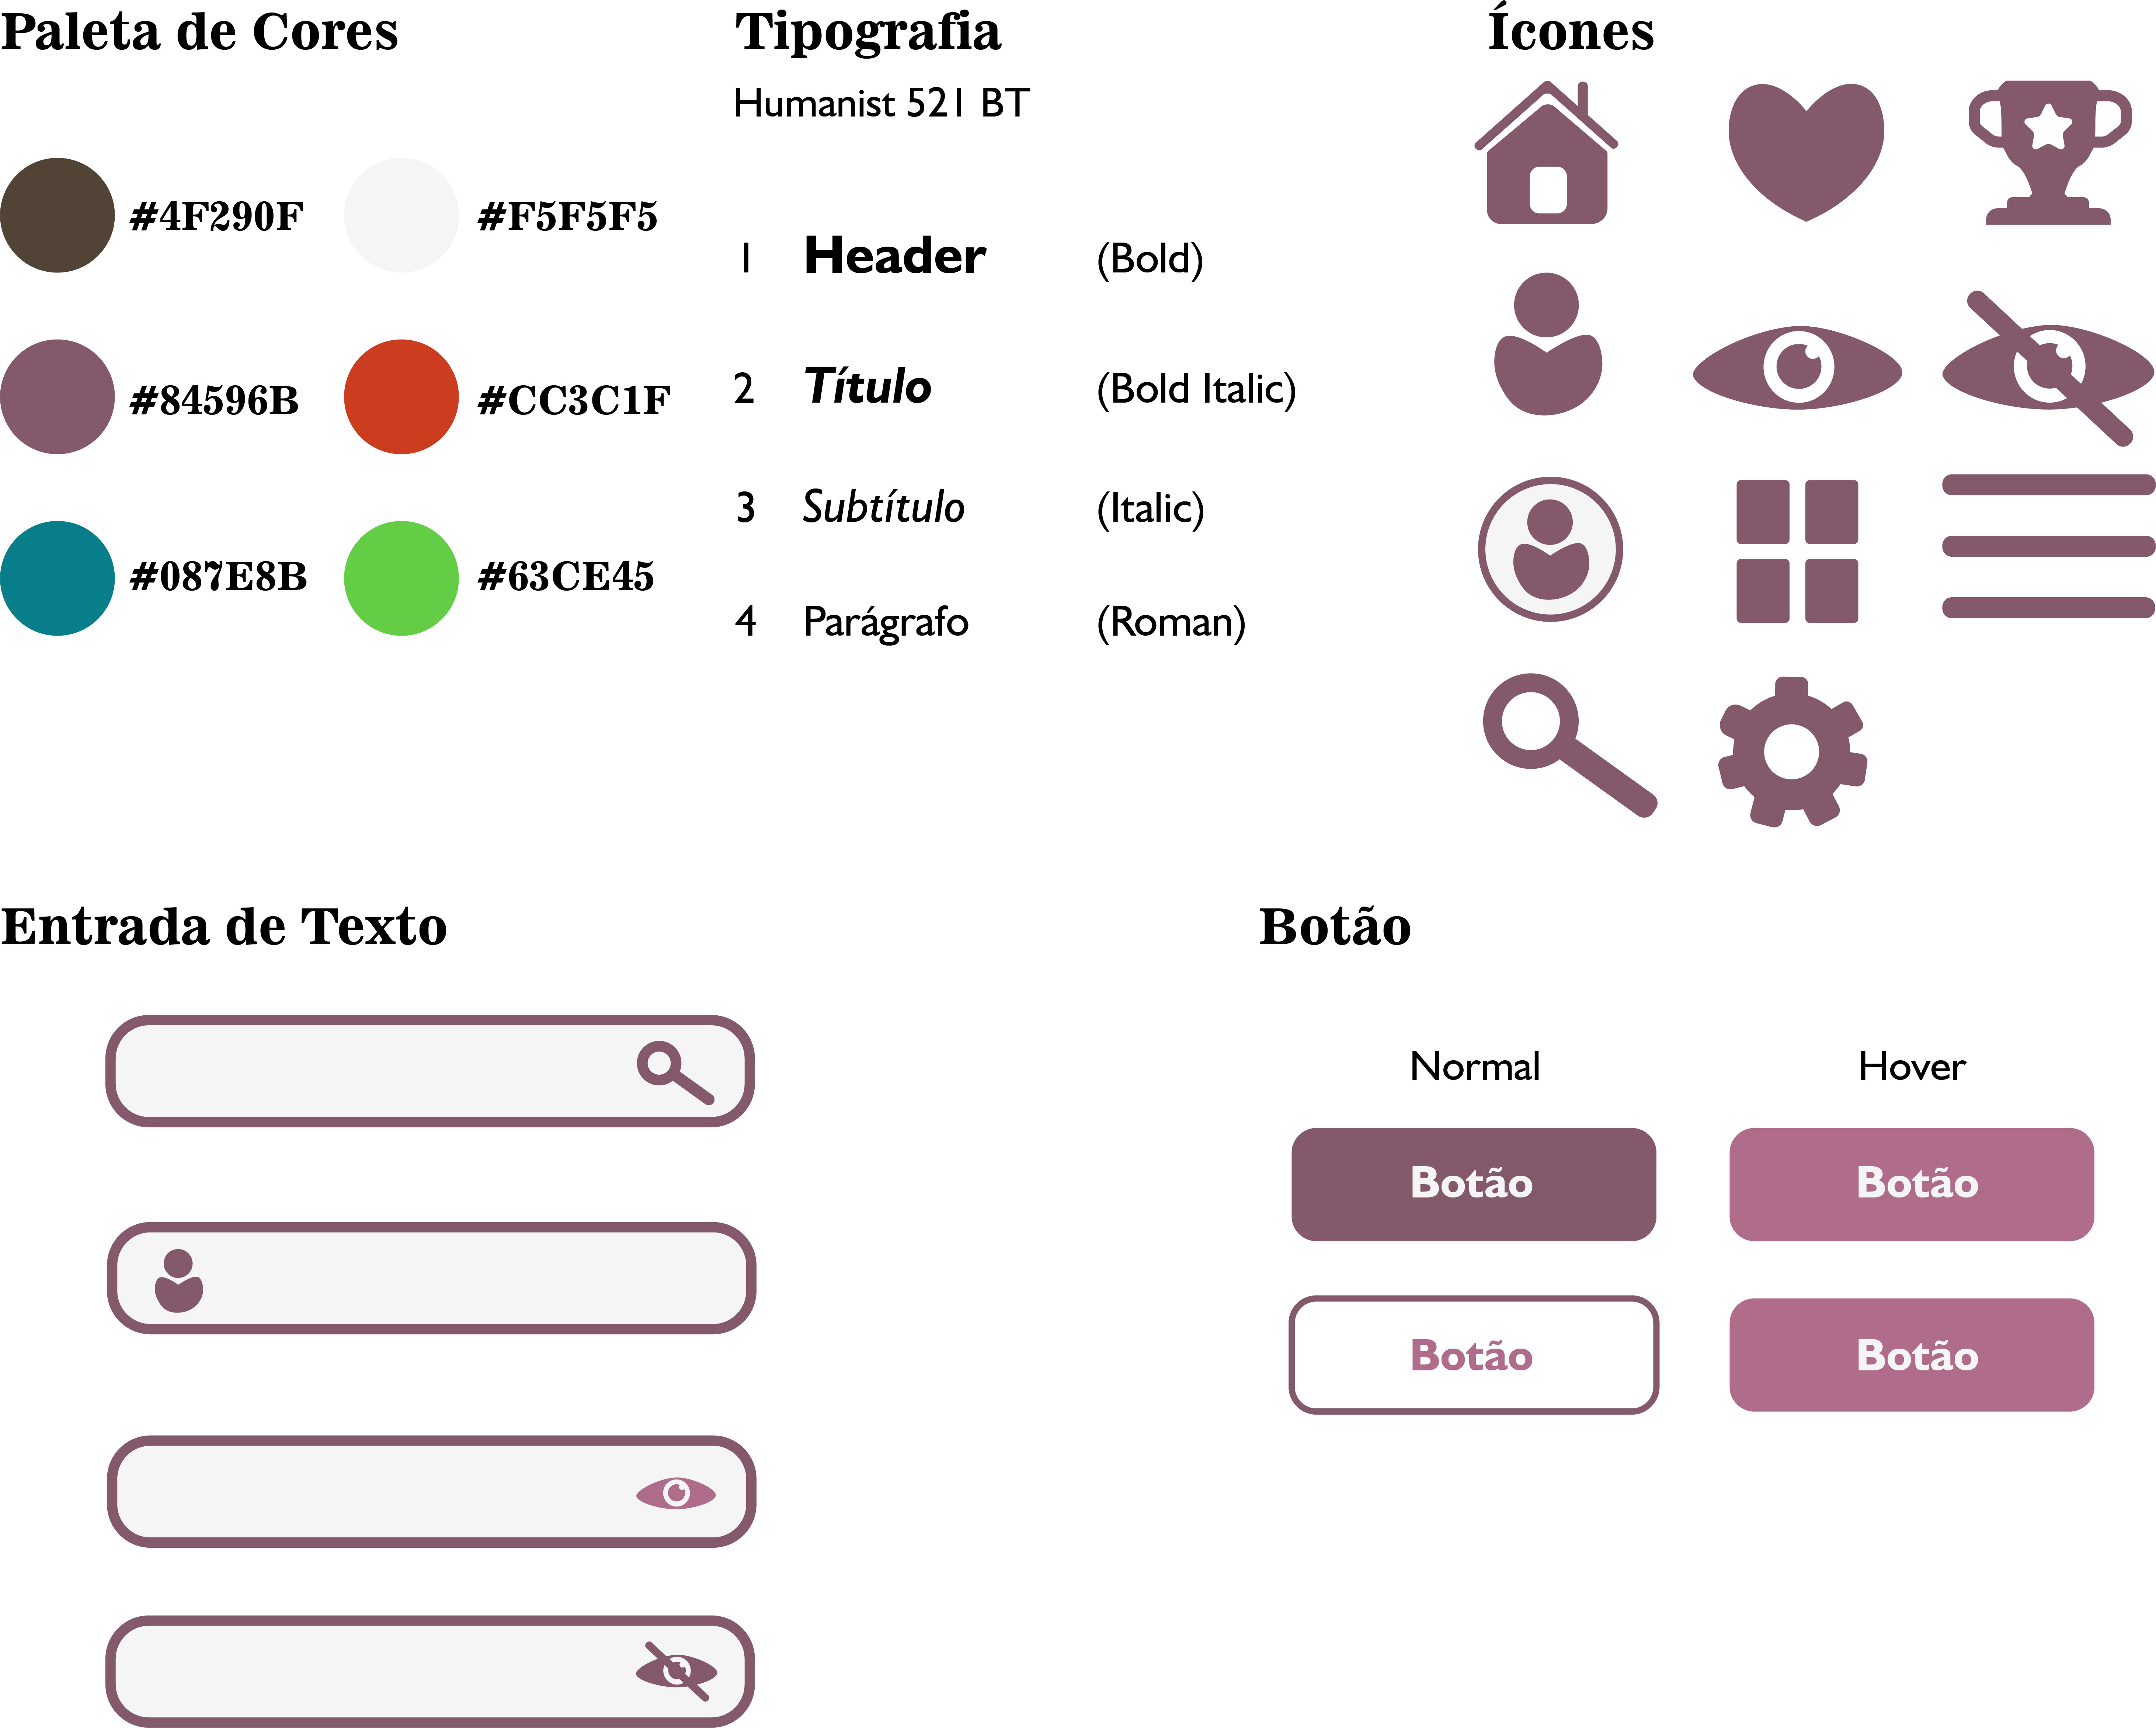 Paleta de Cores
#4F290F
#F5F5F5
#84596B
#CC3C1F
#087E8B
#63CE45
Tipografia
Humanist 521 BT
1 Header (Bold)
2 Título (Bold Italic)
3 Subtítulo (Italic)
4 Parágrafo (Roman)
Ícones
Entrada de Texto
Botão
Normal Hover
Botão Botão
Botão Botão